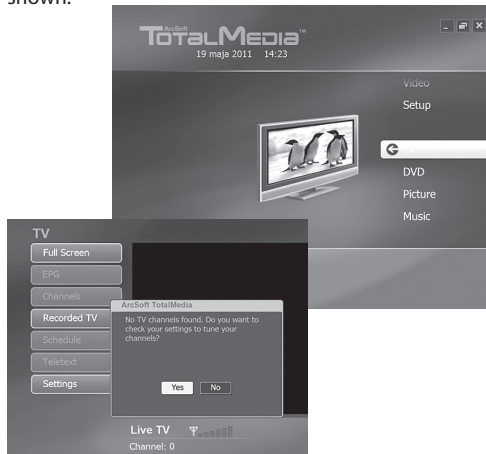 shown.
ArcSoft
TOTALMEDIA™
19 maja 2011 14:23
Video
Setup
DVD
Picture
Music
TV
Full Screen
EPG
Channels
Recorded TV
Schedule
Teletext
Settings
ArcSoft TotalMedia
No TV channels found. Do you want to
check your settings to tune your
channels?
Yes No
Live TV
Channel: 0